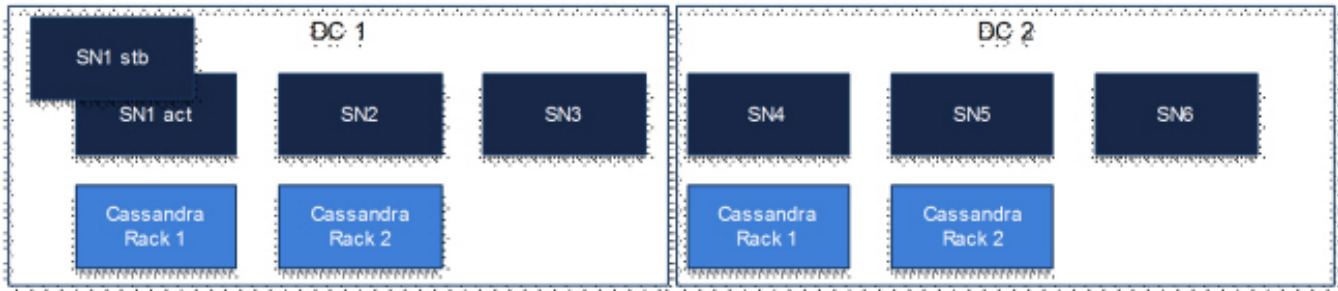 DC 1
SN1 stb
SN1 act
SN2
SN3
Cassandra
Rack 1
Cassandra
Rack 2
DC 2
SN4
SN5
SN6
Cassandra
Rack 1
Cassandra
Rack 2